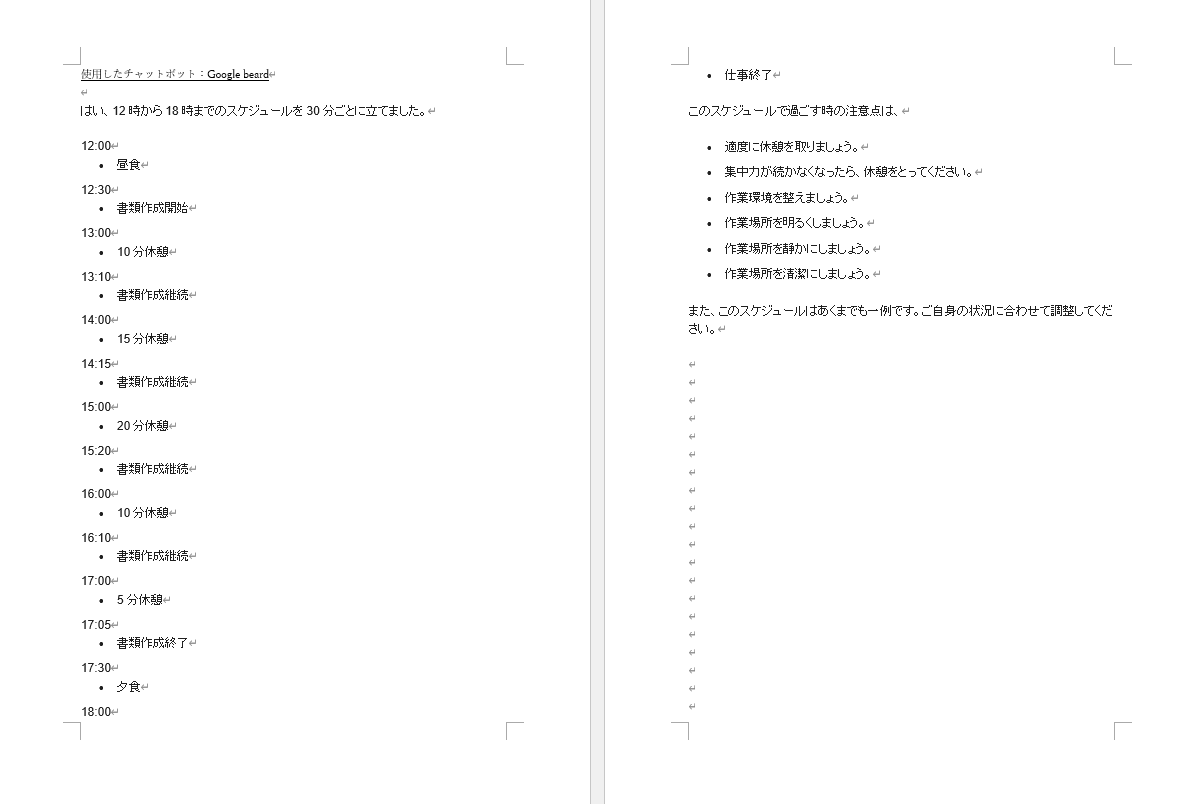 使用したチャットボット：Google beard
はい、12時から18時までのスケジュールを30分ごとに立てました。
12:00
• 昼食
12:30
• 書類作成開始
13:00
• 10分休憩
13:10
• 書類作成継続
14:00
• 15分休憩
14:15
• 書類作成継続
15:00
• 20分休憩
15:20
• 書類作成継続
16:00
• 10分休憩
16:10
• 書類作成継続
17:00
• 5分休憩
17:05
• 書類作成終了
17:30
• 夕食
18:00
• 仕事終了
このスケジュールで過ごす時の注意点は、
• 適度に休憩を取りましょう。
• 集中力が続かなくなったら、休憩をとってください。
• 作業環境を整えましょう。
• 作業場所を明るくしましょう。
• 作業場所を静かにしましょう。
• 作業場所を清潔にしましょう。
また、このスケジュールはあくまでも一例です。ご自身の状況に合わせて調整してくだ
さい。